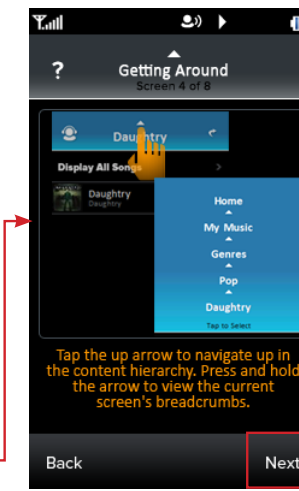 ?
Getting Around
Screen 4 of 8
Daughtry
Display All Songs
Daughtry
Daughtry
Home
My Music
Genres
Pop
Daughtry
Tap to Select
Tap the up arrow to navigate up in
the content hierarchy. Press and hold
the arrow to view the current
screen's breadcrumbs.
Back
Next